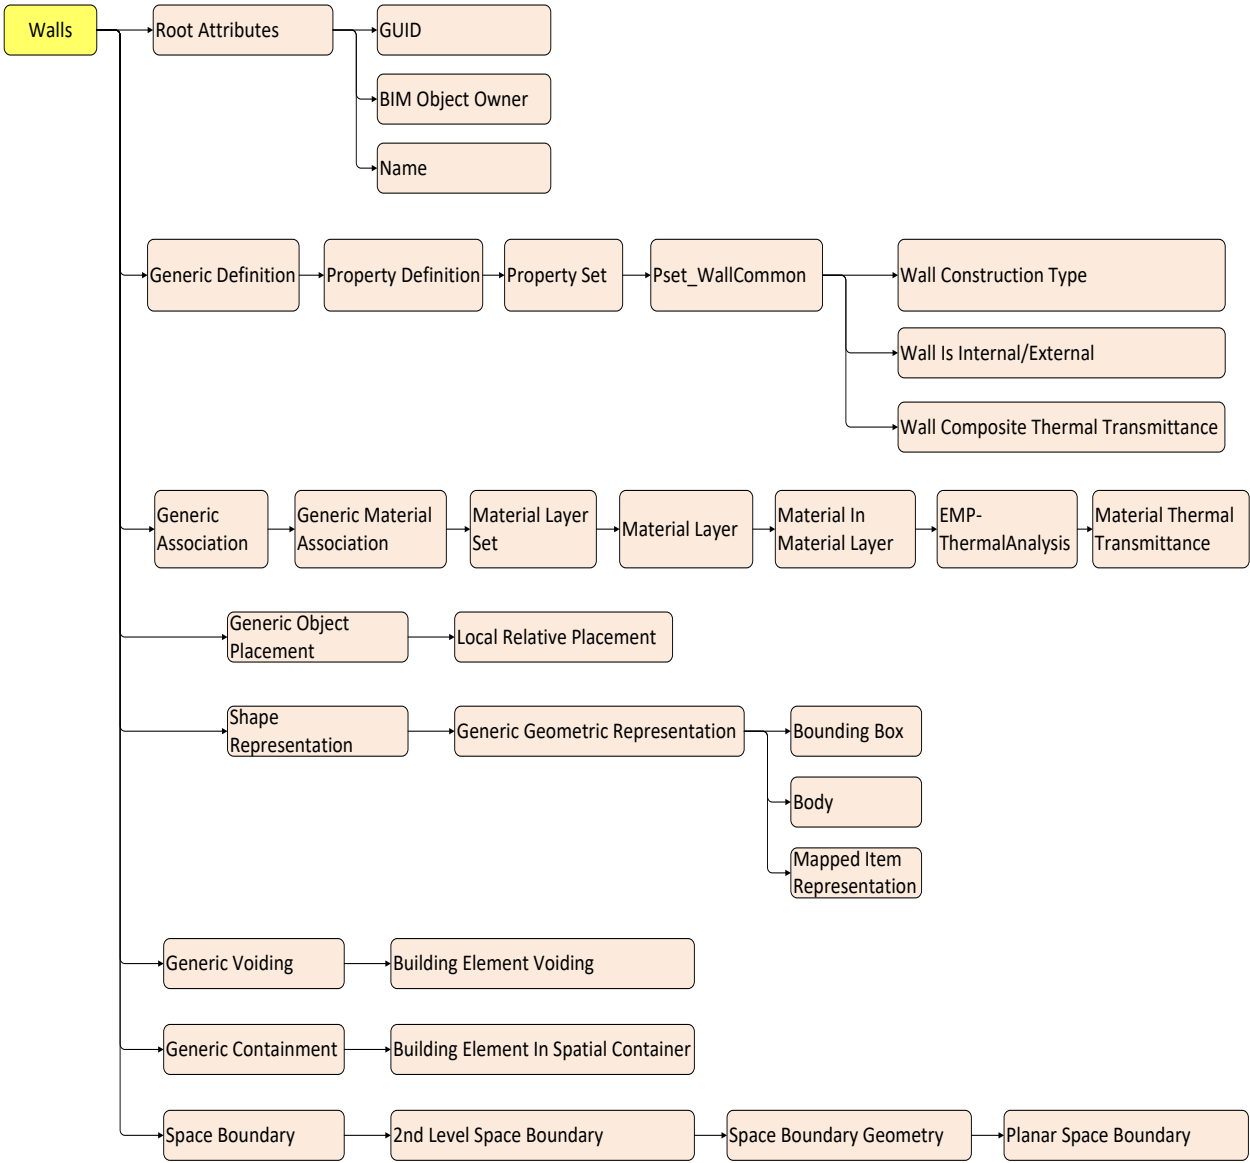 Walls
Root Attributes
GUID
BIM Object Owner
Name
Generic Definition
Property Definition
Property Set
Pset_WallCommon
Wall Construction Type
Wall Is Internal/External
Wall Composite Thermal Transmittance
Generic
Association
Generic Material
Association
Material Layer
Set
Material Layer
Material In
Material Layer
EMP-
ThermalAnalysis
Material Thermal
Transmittance
Generic Object
Placement
Local Relative Placement
Shape
Representation
Generic Geometric Representation
Bounding Box
Body
Mapped Item
Representation
Generic Voiding
Building Element Voiding
Generic Containment
Building Element In Spatial Container
Space Boundary
2nd Level Space Boundary
Space Boundary Geometry
Planar Space Boundary